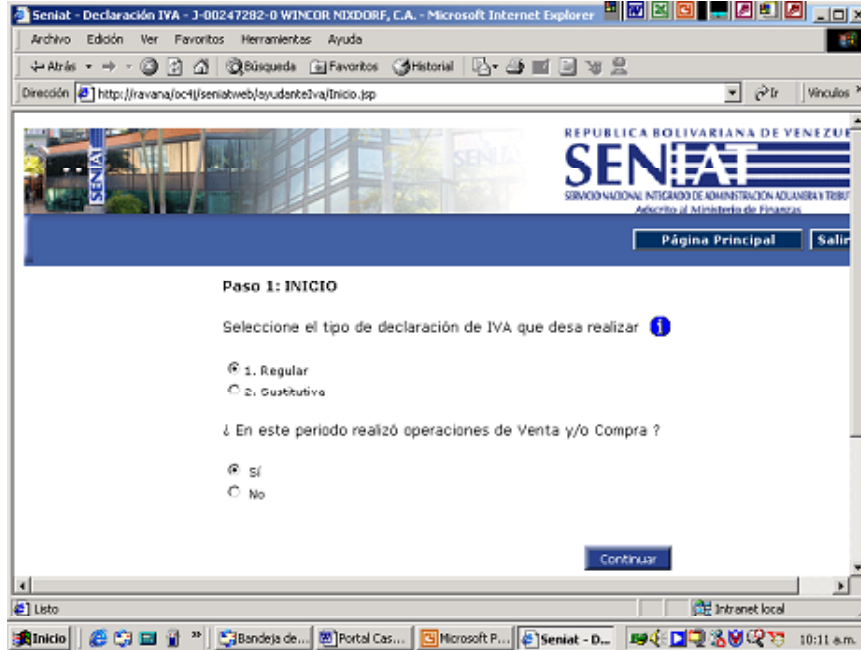 Seniat - Declaración IVA - J-00247282-0 WINCOR NIXDORF, C.A. - Microsoft Internet Explorer
Archivo Edición Ver Favoritos Herramientas Ayuda
Atrás Búsqueda Favoritos Historial
Dirección http://ravana/oc4j/seniatweb/ayudanteIva/Inicio.jsp Ir Vínculos
SENIAT
SENIAT
REPUBLICA BOLIVARIANA DE VENEZUE
SENIAT
SERVICIO NACIONAL INTEGRADO DE ADMINISTRACIÓN ADUANERA Y TRIBUT
Adscrito al Ministerio de Finanzas
Página Principal Salir
Paso 1: INICIO
Seleccione el tipo de declaración de IVA que desa realizar i
1. Regular
2. Sustitutiva
¿ En este periodo realizó operaciones de Venta y/o Compra ?
Sí
No
Continuar
Listo Intranet local
Inicio Bandeja de... Portal Cas... Microsoft P... Seniat - D... 10:11 a.m.